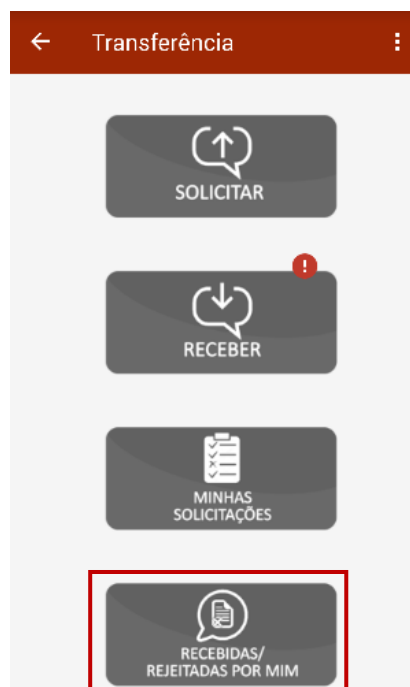 Transferência
SOLICITAR
!
RECEBER
MINHAS
SOLICITAÇÕES
RECEBIDAS/
REJEITADAS POR MIM